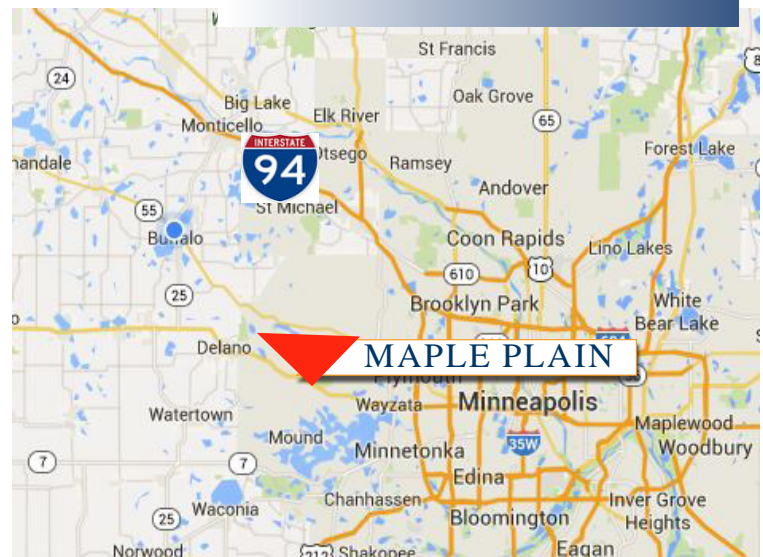 St Francis
24
Big Lake
Oak Grove
Elk River
65
Monticello
INTERSTATE
94
Otsego
Ramsey
Forest Lake
Andover
St Michael
55
Buffalo
Coon Rapids
Lino Lakes
610
10
25
Brooklyn Park
White
Bear Lake
Delano
MAPLE PLAIN
Plymouth
Wayzata
Minneapolis
Watertown
Mound
Maplewood
35W
Minnetonka
Woodbury
7
7
Edina
Chanhassen
Inver Grove
Heights
Waconia
25
Bloomington
Norwood
212
Shakopee
Eagan